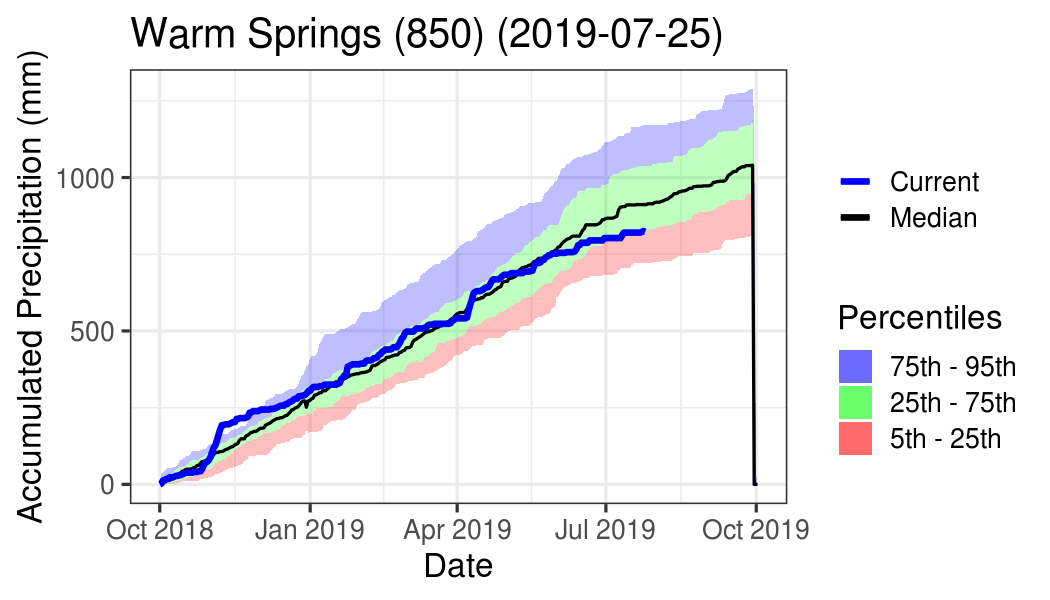 Warm Springs (850) (2019-07-25)
Accumulated Precipitation (mm)
1000
500
0
Oct 2018
Jan 2019
Apr 2019
Jul 2019
Oct 2019
Date
Current
Median
Percentiles
75th - 95th
25th - 75th
5th - 25th